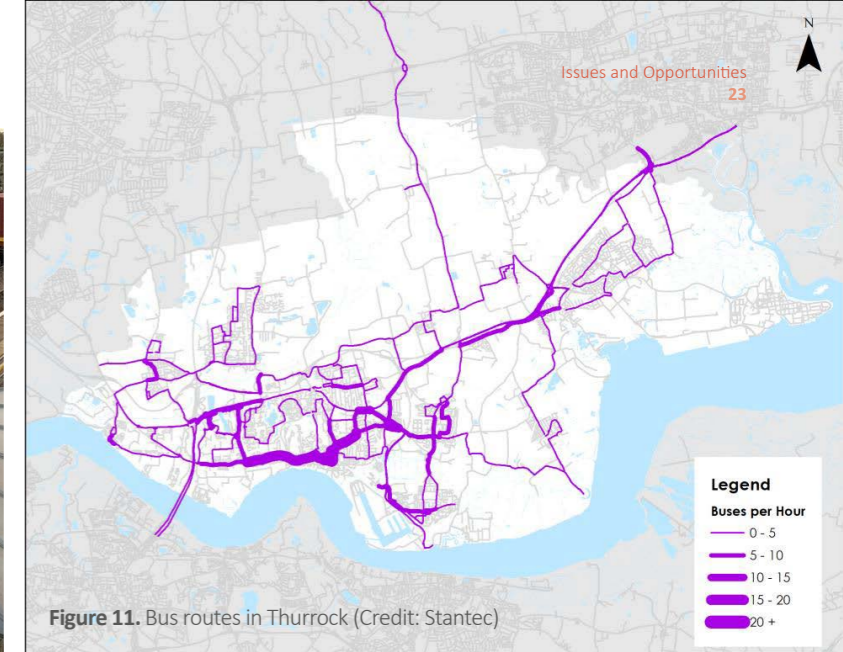 N
Issues and Opportunities
23
Legend
Buses per Hour
0 - 5
5 - 10
10 - 15
15 - 20
20 +
Figure 11. Bus routes in Thurrock (Credit: Stantec)